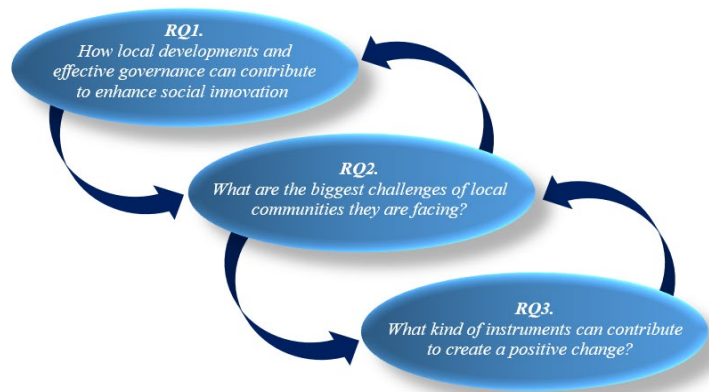 RQ1.
How local developments and
effective governance can contribute
to enhance social innovation
RQ2.
What are the biggest challenges of local
communities they are facing?
RQ3.
What kind of instruments can contribute
to create a positive change?